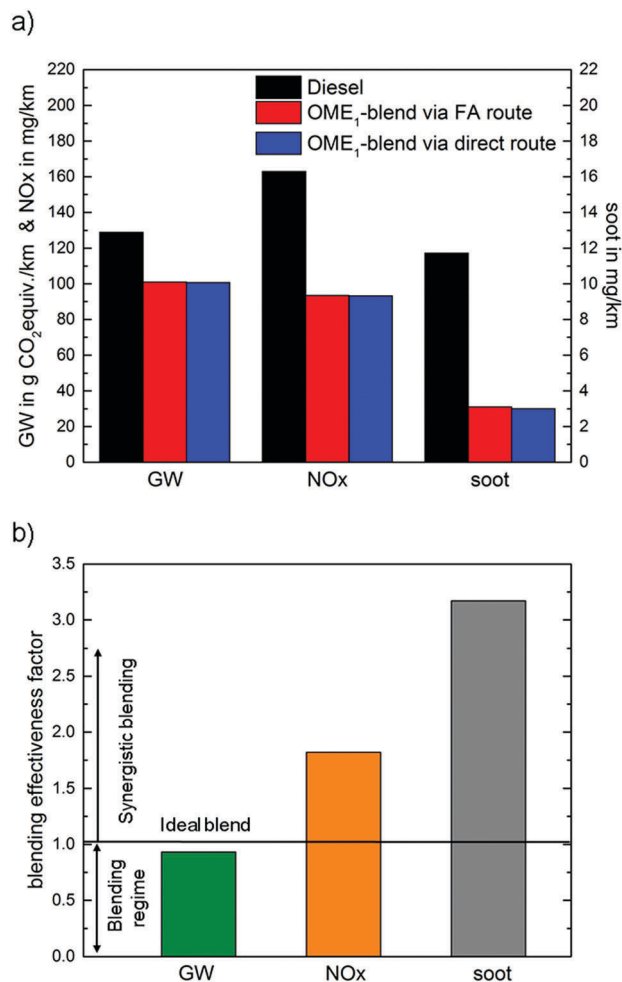 a)
220
200
180
160
140
120
100
80
60
40
20
0
GW in g CO₂equiv./km & NOx in mg/km
Diesel
OME₁-blend via FA route
OME₁-blend via direct route
22
20
18
16
14
12
10
8
6
4
2
0
soot in mg/km
GW NOx soot
b)
3.5
3.0
2.5
2.0
1.5
1.0
0.5
0.0
blending effectiveness factor
Synergistic blending
Ideal blend
Blending
regime
GW NOx soot